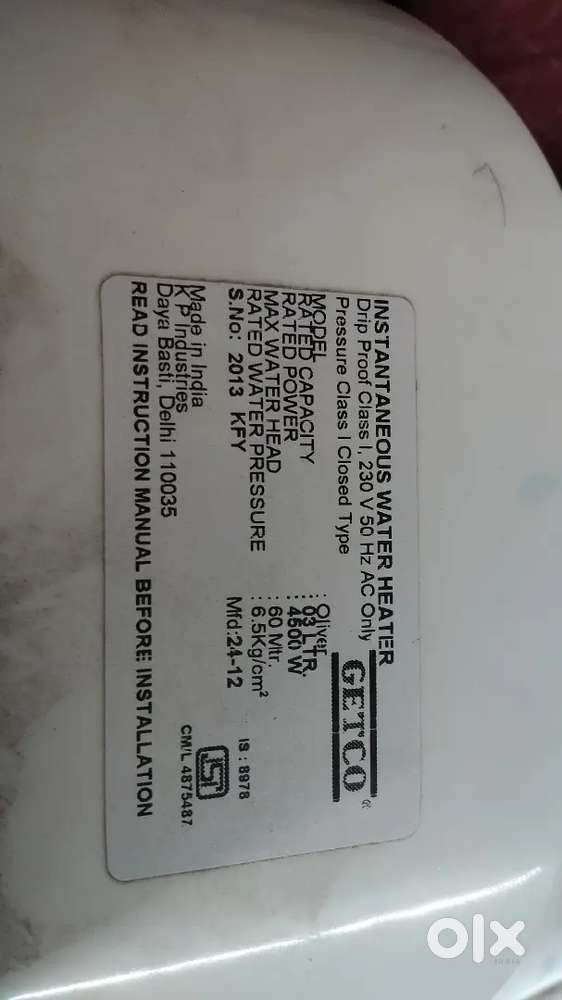 INSTANTANEOUS WATER HEATER
Drip Proof Class I, 230 V 50 Hz AC Only
Pressure Class I Closed Type
GETCO®
MODEL : Oliver
RATED CAPACITY : 03 LTR.
RATED POWER : 4500 W
MAX WATER HEAD : 60 Mtr.
RATED WATER PRESSURE : 6.5Kg/cm²
S.No: 2013 KFY Mfd:24-12
IS : 8978
Made in India
K P Industries
Daya Basti, Delhi 110035
ISI
CM/L 4875487
READ INSTRUCTION MANUAL BEFORE INSTALLATION
olx
INDIA